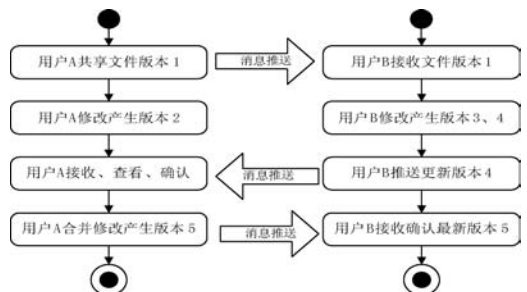 用户A共享文件版本1
消息推送
用户B接收文件版本1
用户A修改产生版本2
用户B修改产生版本3、4
用户A接收、查看、确认
消息推送
用户B推送更新版本4
用户A合并修改产生版本5
消息推送
用户B接收确认最新版本5